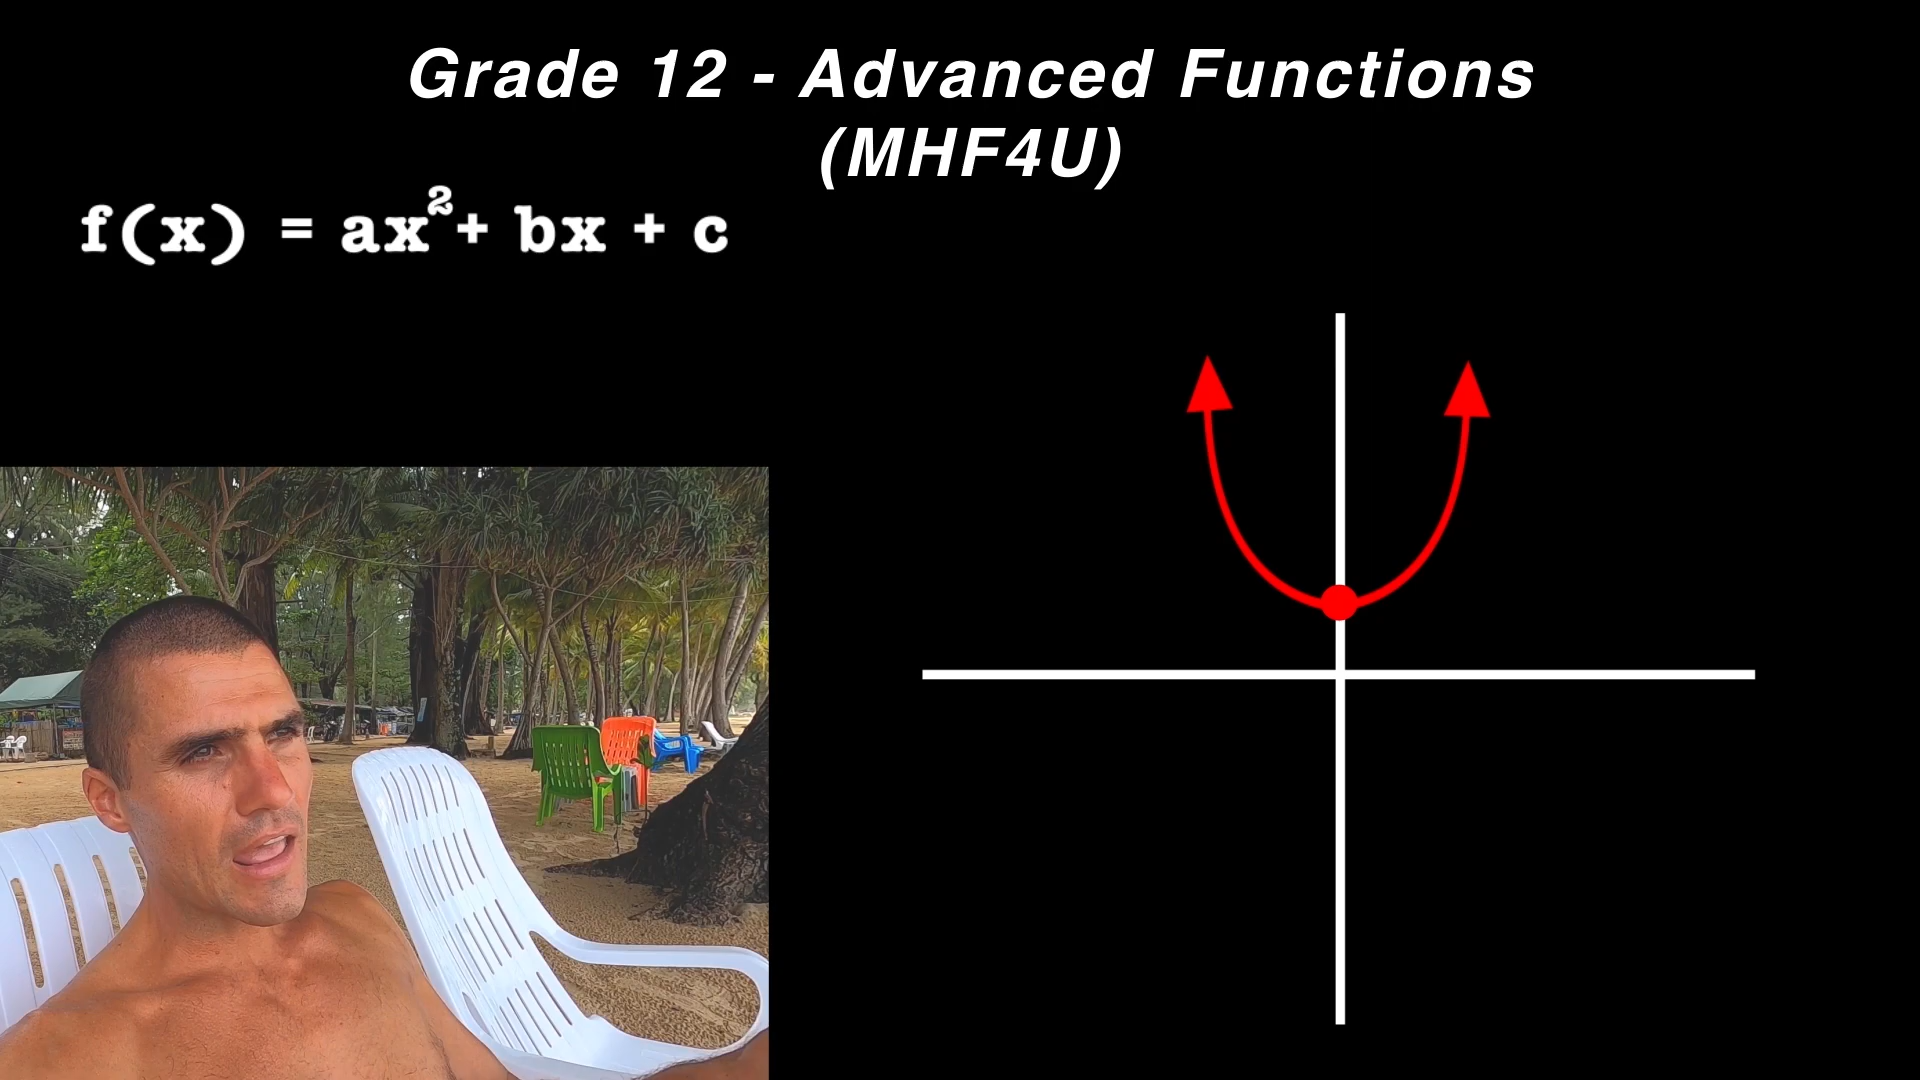 Grade 12 - Advanced Functions
(MHF4U)
f(x) = ax²+ bx + c